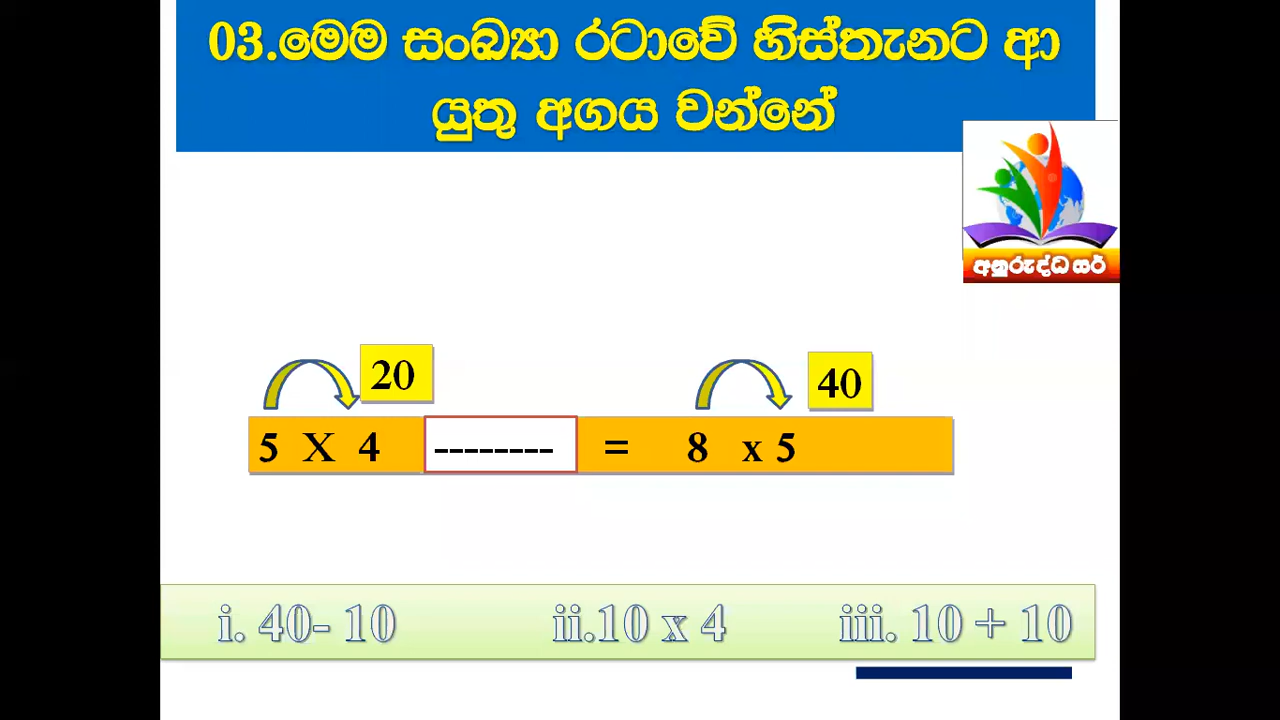 03.මෙම සංඛ්‍යා රටාවේ හිස්තැනට ආ
යුතු අගය වන්නේ
අනුරුද්ධ සර්
20
40
5 X 4 -------- = 8 x 5
i. 40- 10 ii.10 x 4 iii. 10 + 10